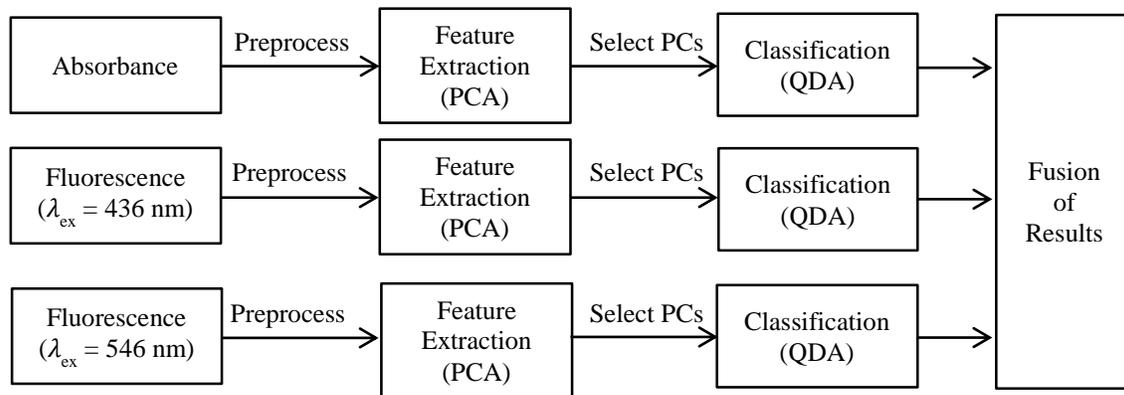 Absorbance
Preprocess
Feature
Extraction
(PCA)
Select PCs
Classification
(QDA)
Fluorescence
(λex = 436 nm)
Preprocess
Feature
Extraction
(PCA)
Select PCs
Classification
(QDA)
Fluorescence
(λex = 546 nm)
Preprocess
Feature
Extraction
(PCA)
Select PCs
Classification
(QDA)
Fusion
of
Results